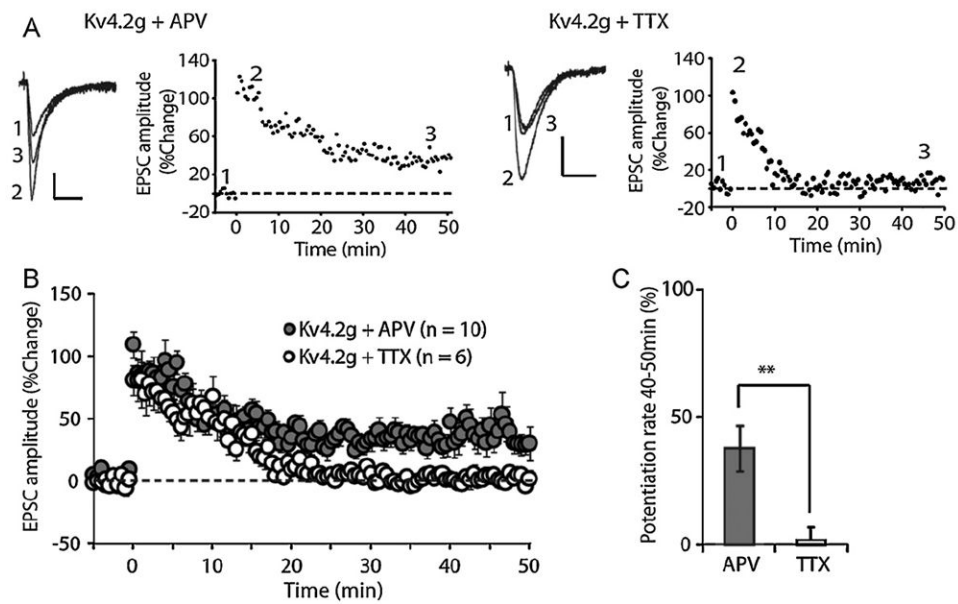 A
Kv4.2g + APV
Kv4.2g + TTX
EPSC amplitude
(%Change)
140
100
60
20
-20
1
3
2
1
2
3
0 10 20 30 40 50
Time (min)
EPSC amplitude
(%Change)
140
100
60
20
-20
1
3
2
1
2
3
0 10 20 30 40 50
Time (min)
B
EPSC amplitude (%Change)
150
100
50
0
-50
Kv4.2g + APV (n = 10)
Kv4.2g + TTX (n = 6)
0 10 20 30 40 50
Time (min)
C
Potentiation rate 40-50min (%)
100
50
0
**
APV TTX